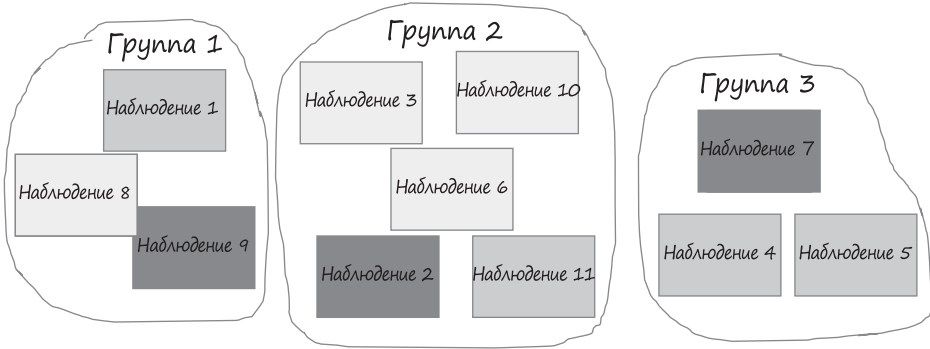 Группа 1
Наблюдение 1
Наблюдение 8
Наблюдение 9
Группа 2
Наблюдение 3
Наблюдение 10
Наблюдение 6
Наблюдение 2
Наблюдение 11
Группа 3
Наблюдение 7
Наблюдение 4
Наблюдение 5